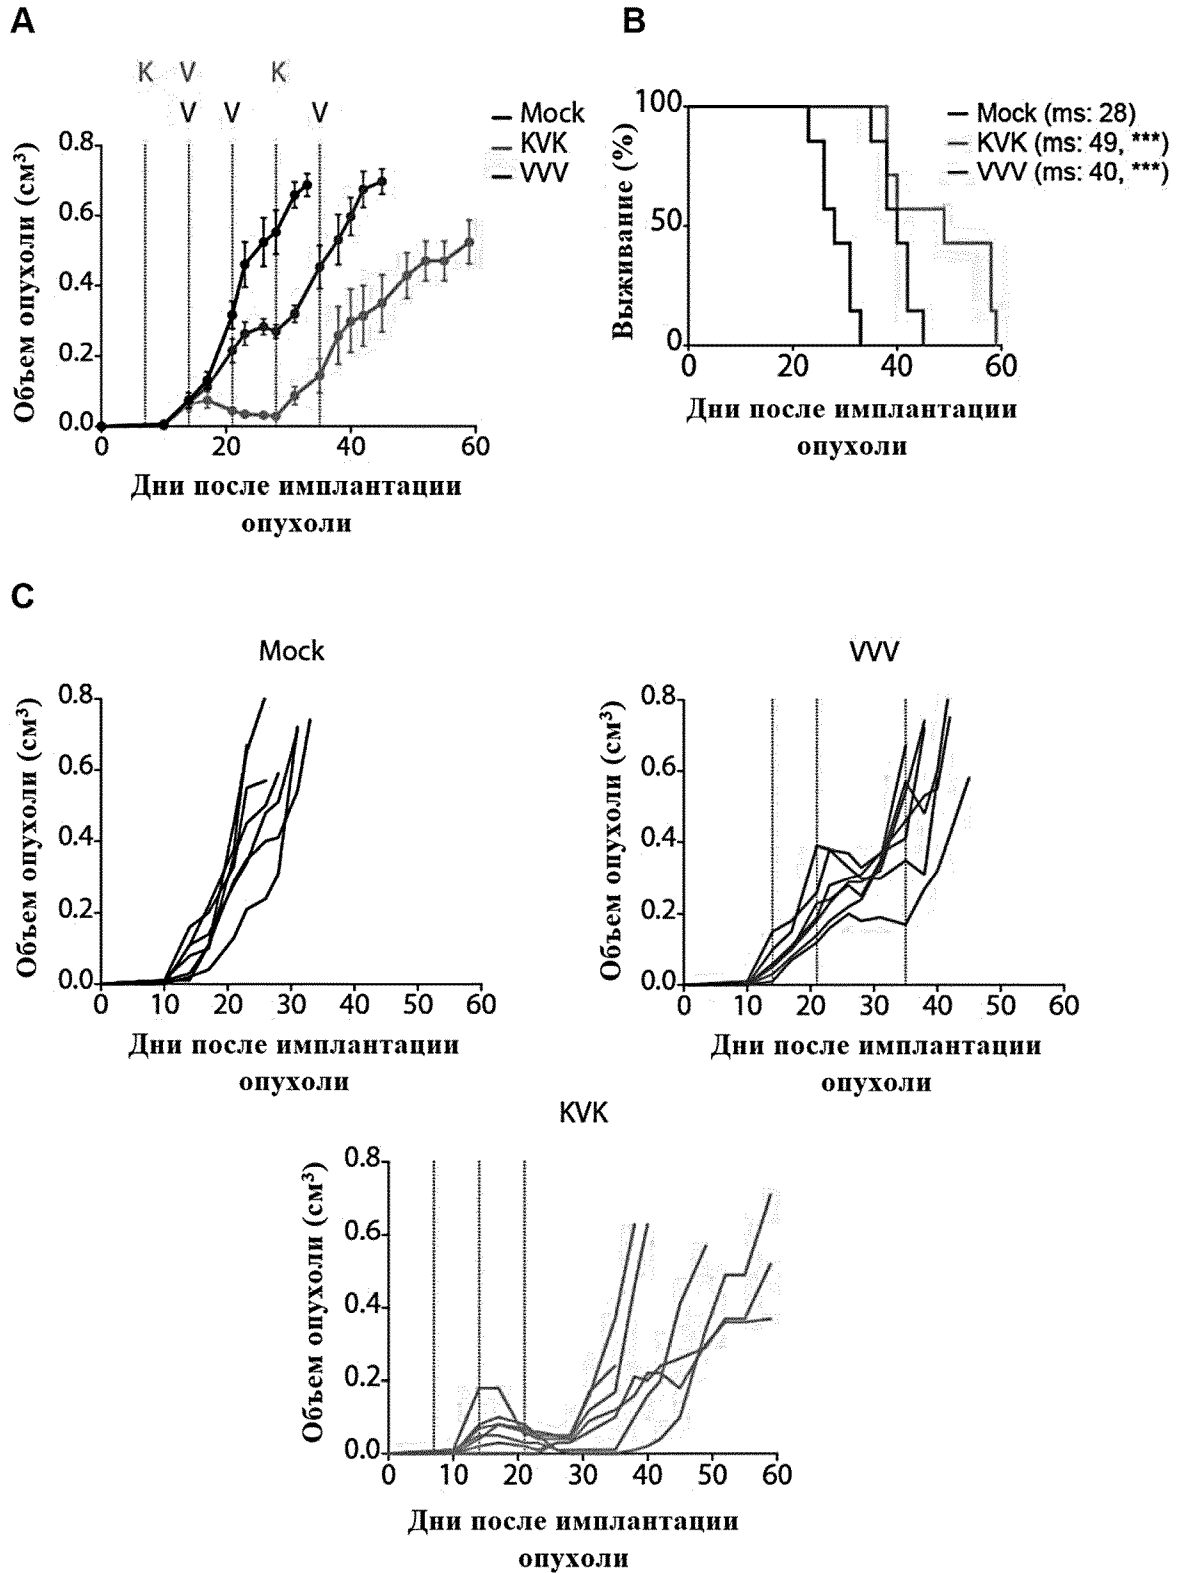 A
K V K
V V V
Mock
KVK
VVV
Объем опухоли (см³)
0.8
0.6
0.4
0.2
0.0
0 20 40 60
Дни после имплантации
опухоли
B
Mock (ms: 28)
KVK (ms: 49, ***)
VVV (ms: 40, ***)
Выживание (%)
100
50
0
0 20 40 60
Дни после имплантации
опухоли
C
Mock
Объем опухоли (см³)
0.8
0.6
0.4
0.2
0.0
0 10 20 30 40 50 60
Дни после имплантации
опухоли
VVV
Объем опухоли (см³)
0.8
0.6
0.4
0.2
0.0
0 10 20 30 40 50 60
Дни после имплантации
опухоли
KVK
Объем опухоли (см³)
0.8
0.6
0.4
0.2
0.0
0 10 20 30 40 50 60
Дни после имплантации
опухоли